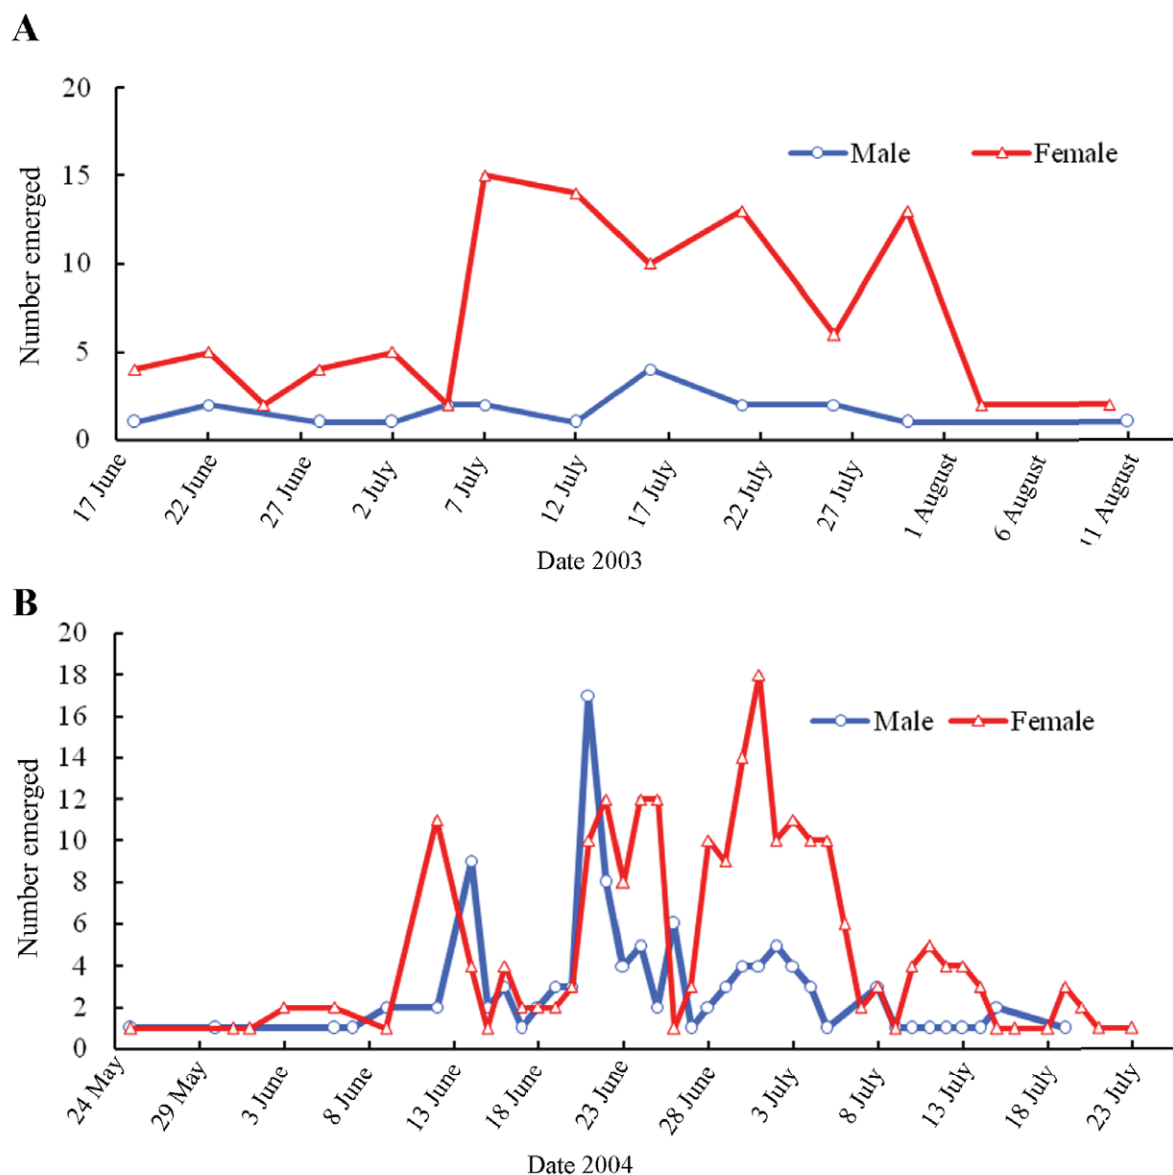 A
20
15
10
5
0
Number emerged
Male
Female
17 June
22 June
27 June
2 July
7 July
12 July
17 July
22 July
27 July
1 August
6 August
11 August
Date 2003
B
20
18
16
14
12
10
8
6
4
2
0
Number emerged
Male
Female
24 May
29 May
3 June
8 June
13 June
18 June
23 June
28 June
3 July
8 July
13 July
18 July
23 July
Date 2004